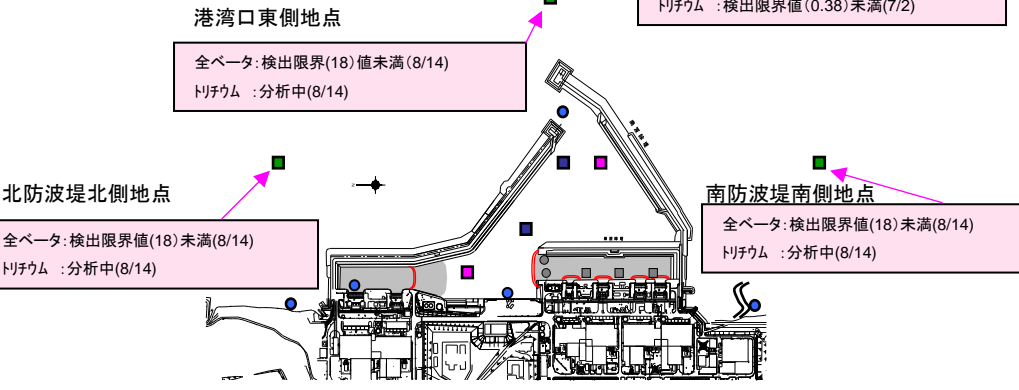 トリチウム :検出限界値(0.38)未満(7/2)
港湾口東側地点
全ベータ:検出限界(18)値未満(8/14)
トリチウム :分析中(8/14)
北防波堤北側地点
全ベータ:検出限界値(18)未満(8/14)
トリチウム :分析中(8/14)
南防波堤南側地点
全ベータ:検出限界値(18)未満(8/14)
トリチウム :分析中(8/14)